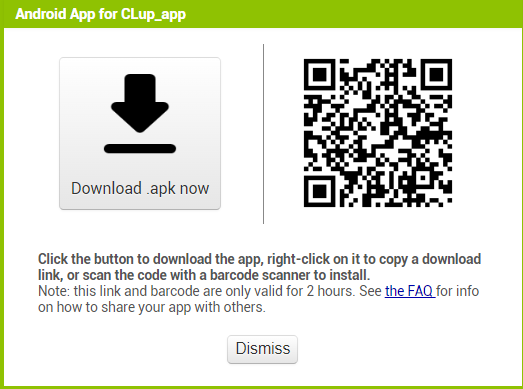 Android App for CLup_app
Download .apk now
Click the button to download the app, right-click on it to copy a download
link, or scan the code with a barcode scanner to install.
Note: this link and barcode are only valid for 2 hours. See the FAQ for info
on how to share your app with others.
Dismiss